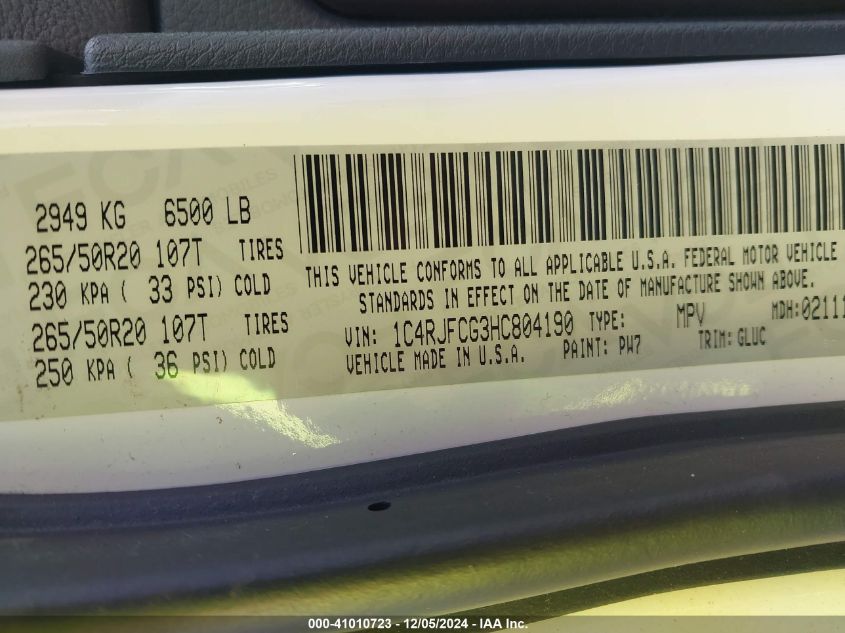 2949 KG 6500 LB
265/50R20 107T TIRES
230 KPA ( 33 PSI) COLD
265/50R20 107T TIRES
250 KPA ( 36 PSI) COLD
THIS VEHICLE CONFORMS TO ALL APPLICABLE U.S.A. FEDERAL MOTOR VEHICLE
STANDARDS IN EFFECT ON THE DATE OF MANUFACTURE SHOWN ABOVE.
VIN: 1C4RJFCG3HC804190 TYPE: MPV MDH:02111
VEHICLE MADE IN U.S.A. PAINT: PW7 TRIM: GLUC
000-41010723 - 12/05/2024 - IAA Inc.